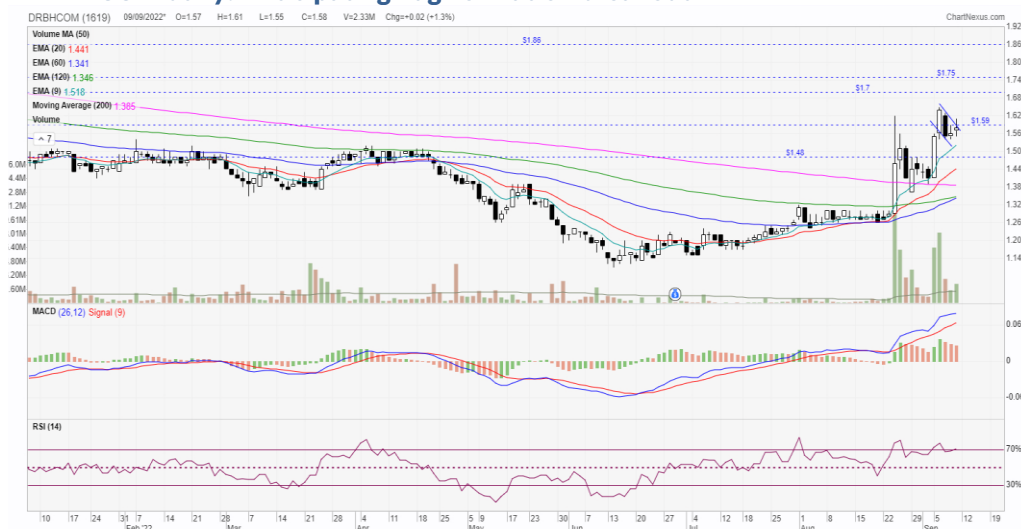 DRBHCOM (1619) 09/09/2022* O=1.57 H=1.61 L=1.55 C=1.58 V=2.33M Chg=+0.02 (+1.3%) ChartNexus.com
Volume MA (50)
EMA (20) 1.441
EMA (60) 1.341
EMA (120) 1.346
EMA (9) 1.518
Moving Average (200) 1.385
Volume
7
$1.86
$1.75
$1.7
$1.59
$1.48
1.92
1.86
1.80
1.74
1.68
1.62
1.56
1.50
1.44
1.38
1.32
1.26
1.20
1.14
6.0M
4.4M
2.8M
1.2M
.61M
.01M
.40M
.80M
.20M
.60M
MACD (26,12) Signal (9)
0.06
0
-0.0
RSI (14)
70%
30%
10 17 24 31 7 14 21 28 7 14 21 28 4 11 18 25 5 9 17 23 30 6 13 20 27 4 12 18 25 1 8 15 22 29 5 12 19
Feb'22 Mar Apr May Jun Jul Aug Sep